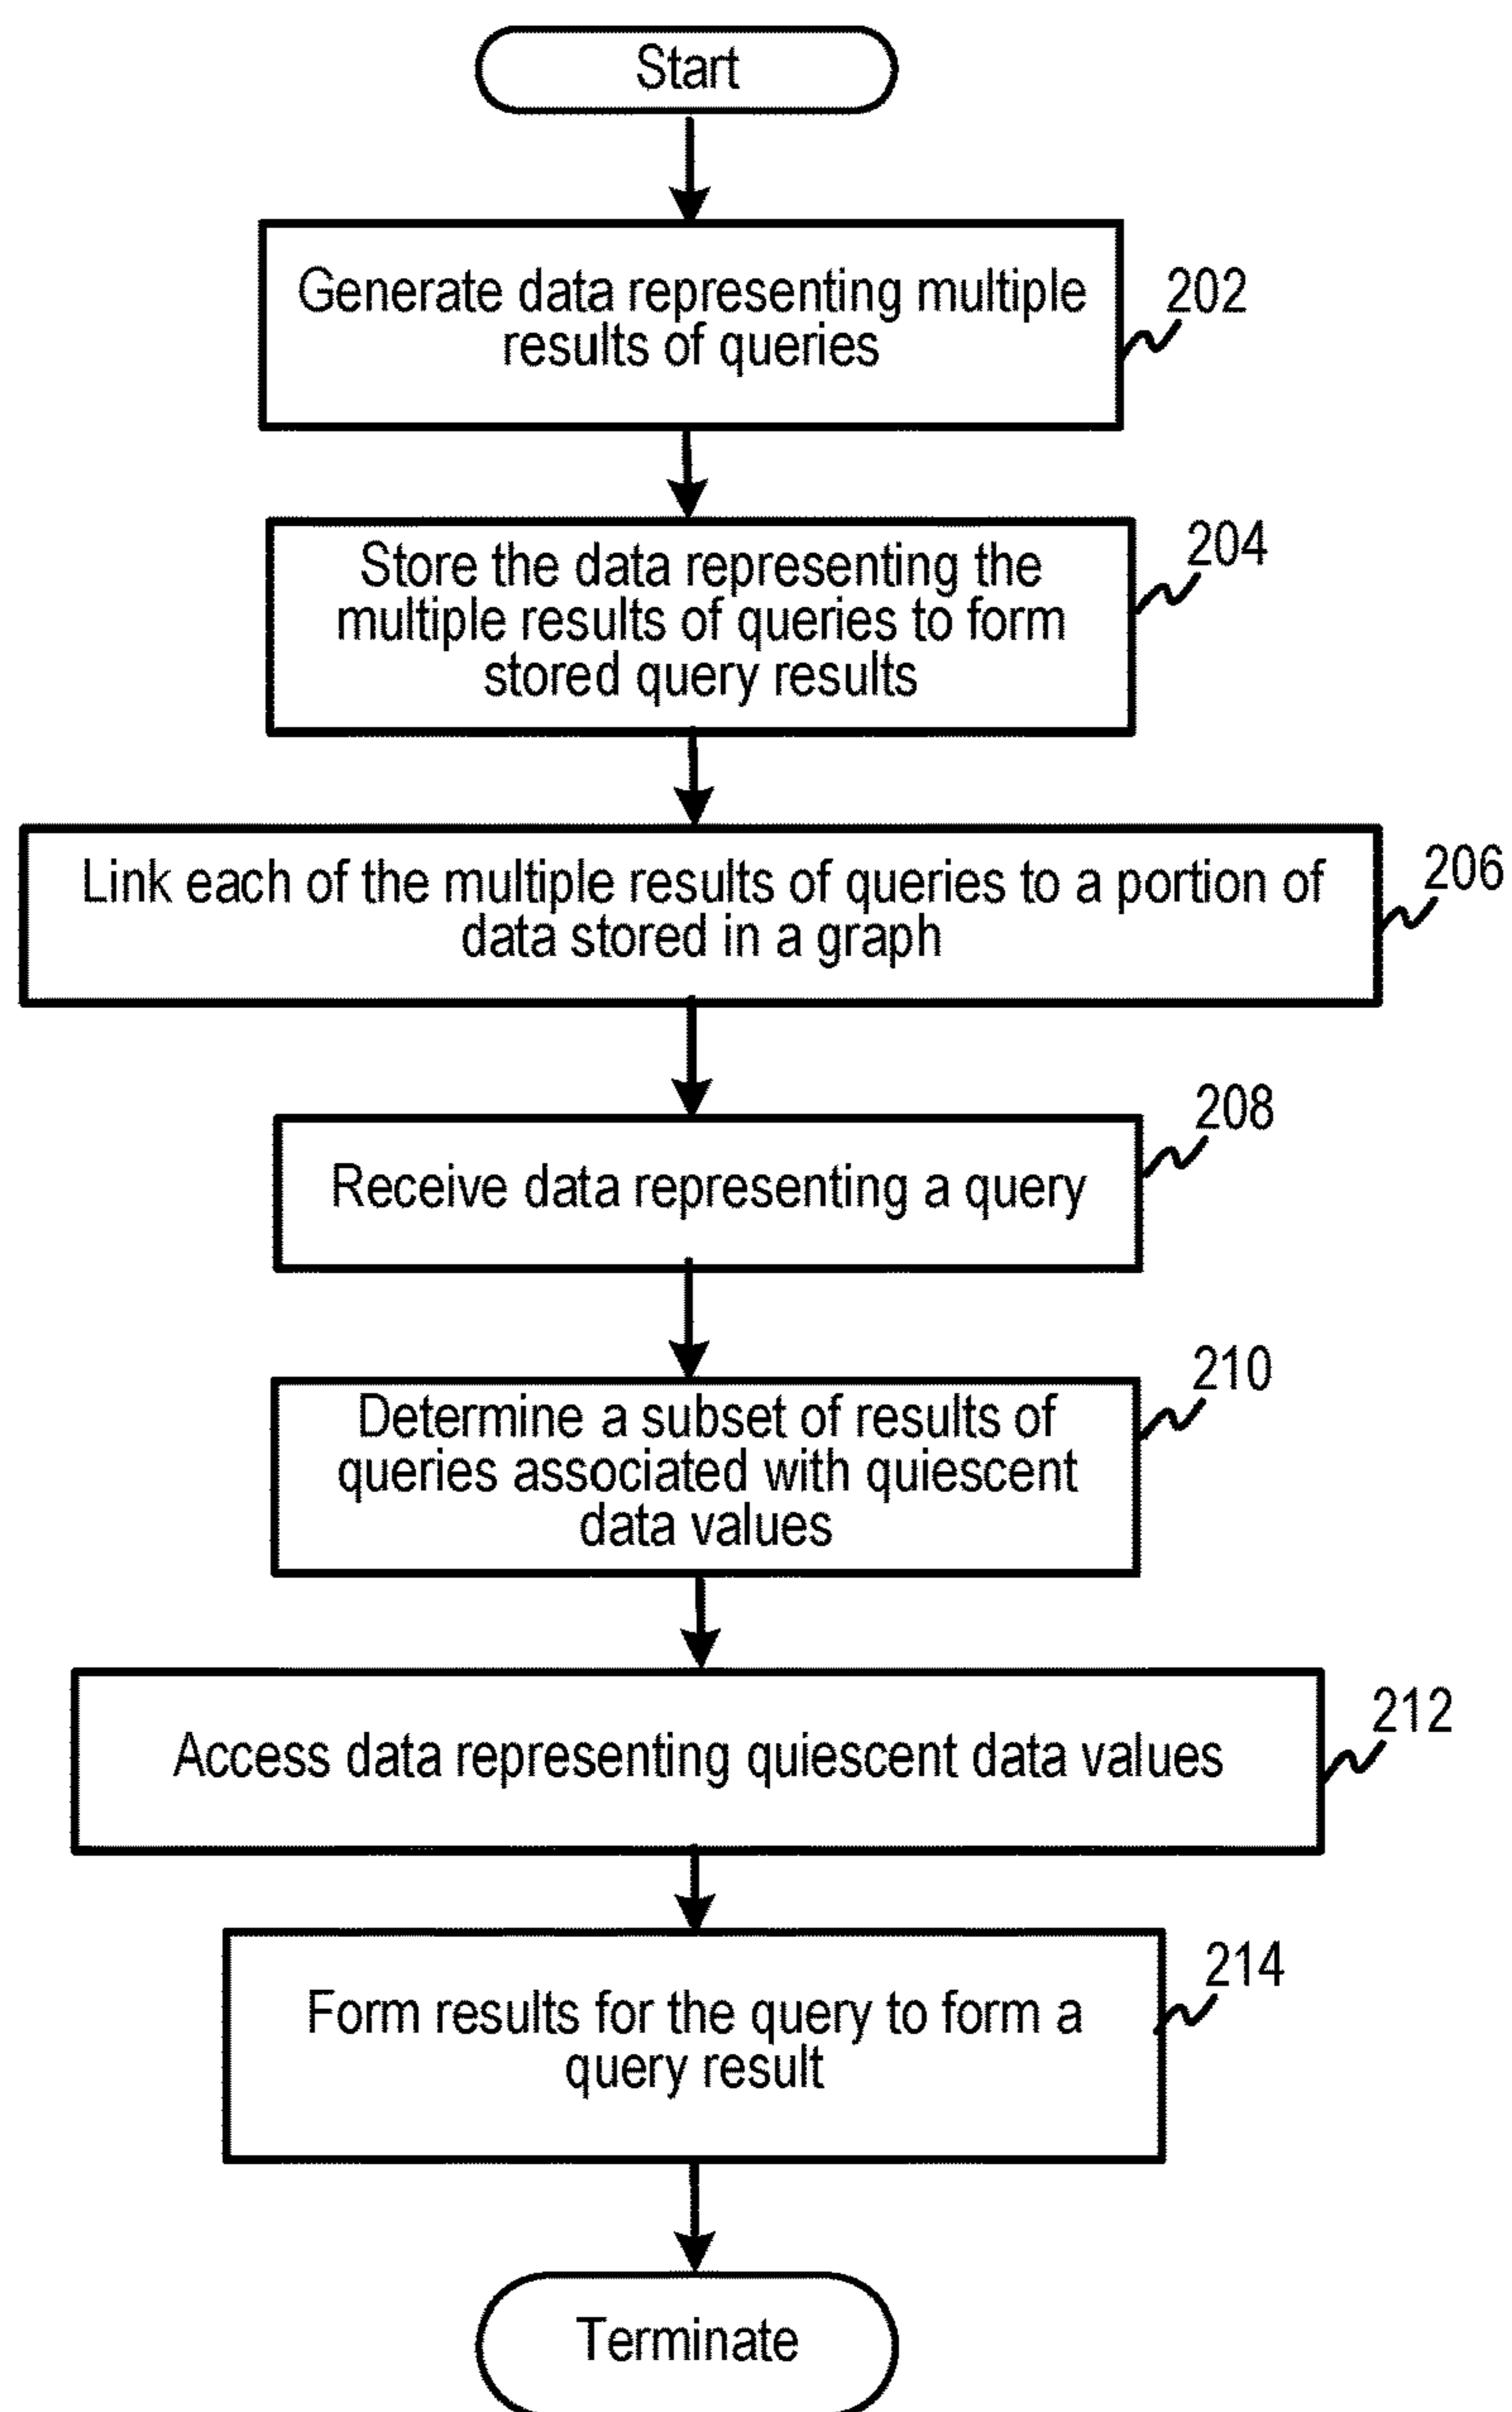 Start
Generate data representing multiple
results of queries
202
Store the data representing the
multiple results of queries to form
stored query results
204
Link each of the multiple results of queries to a portion of
data stored in a graph
206
Receive data representing a query
208
Determine a subset of results of
queries associated with quiescent
data values
210
Access data representing quiescent data values
212
Form results for the query to form a
query result
214
Terminate